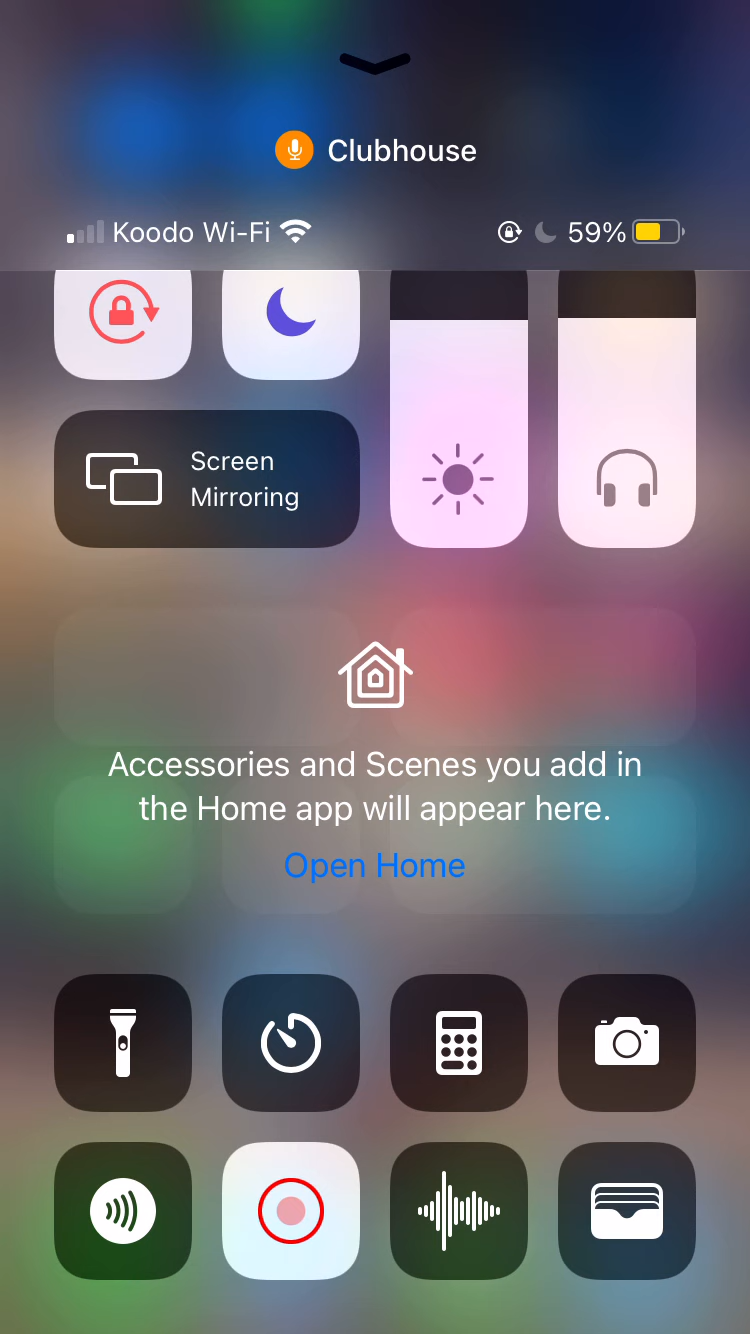 Clubhouse
Koodo Wi-Fi 59%
Screen
Mirroring
Accessories and Scenes you add in
the Home app will appear here.
Open Home